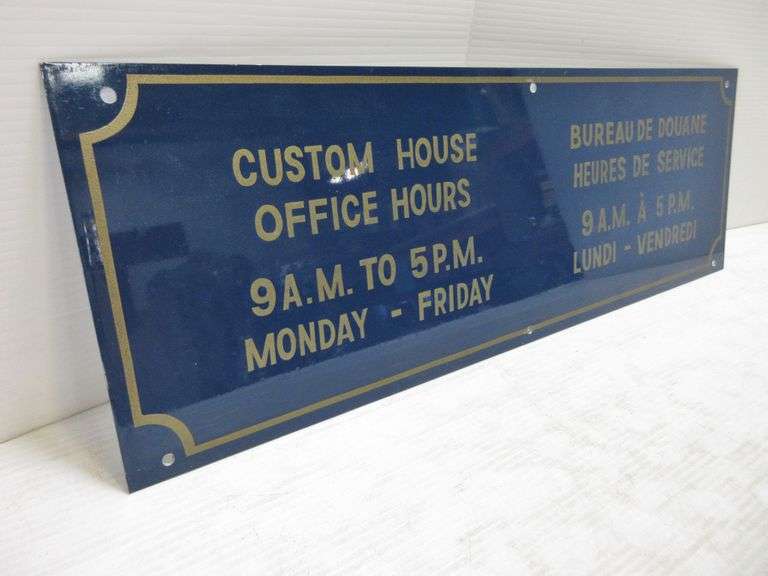 CUSTOM HOUSE
OFFICE HOURS
9 A.M. TO 5 P.M.
MONDAY - FRIDAY
BUREAU DE DOUANE
HEURES DE SERVICE
9 A.M. À 5 P.M.
LUNDI - VENDREDI